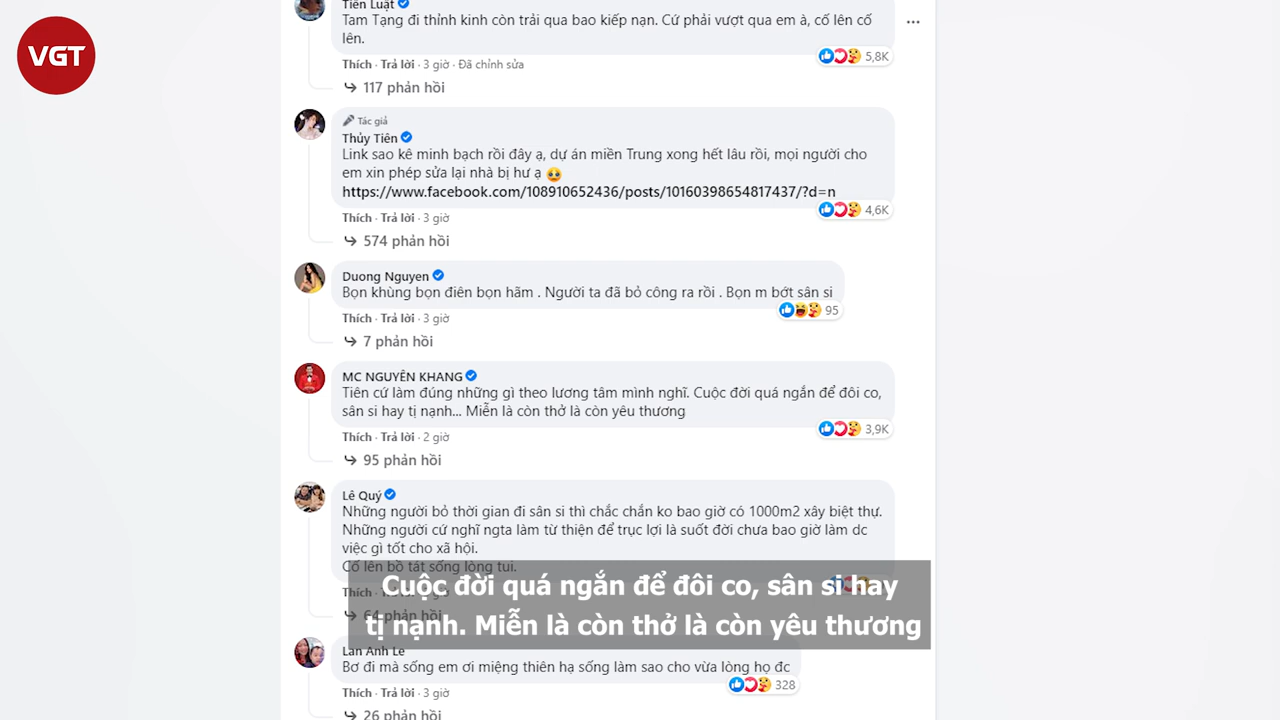 VGT
Tiến Luật
Tam Tạng đi thỉnh kinh còn trải qua bao kiếp nạn. Cứ phải vượt qua em à, cố lên cố
lên.
5,8K
Thích · Trả lời · 3 giờ · Đã chỉnh sửa
117 phản hồi
Tác giả
Thủy Tiên
Link sao kê minh bạch rồi đây ạ, dự án miền Trung xong hết lâu rồi, mọi người cho
em xin phép sửa lại nhà bị hư ạ 🥹
https://www.facebook.com/108910652436/posts/10160398654817437/?d=n
4,6K
Thích · Trả lời · 3 giờ
574 phản hồi
Duong Nguyen
Bọn khùng bọn điên bọn hãm . Người ta đã bỏ công ra rồi . Bọn m bớt sân si
95
Thích · Trả lời · 3 giờ
7 phản hồi
MC NGUYÊN KHANG
Tiên cứ làm đúng những gì theo lương tâm mình nghĩ. Cuộc đời quá ngắn để đôi co,
sân si hay tị nạnh... Miễn là còn thở là còn yêu thương
3,9K
Thích · Trả lời · 2 giờ
95 phản hồi
Lê Quý
Những người bỏ thời gian đi sân si thì chắc chắn ko bao giờ có 1000m2 xây biệt thự.
Những người cứ nghĩ ngta làm từ thiện để trục lợi là suốt đời chưa bao giờ làm dc
việc gì tốt cho xã hội.
Cố lên bồ tát sống lòng tui.
Cuộc đời quá ngắn để đôi co, sân si hay
tị nạnh. Miễn là còn thở là còn yêu thương
64 phản hồi
Lan Anh Le
Bơ đi mà sống em ơi miệng thiên hạ sống làm sao cho vừa lòng họ đc
328
Thích · Trả lời · 3 giờ
26 phản hồi